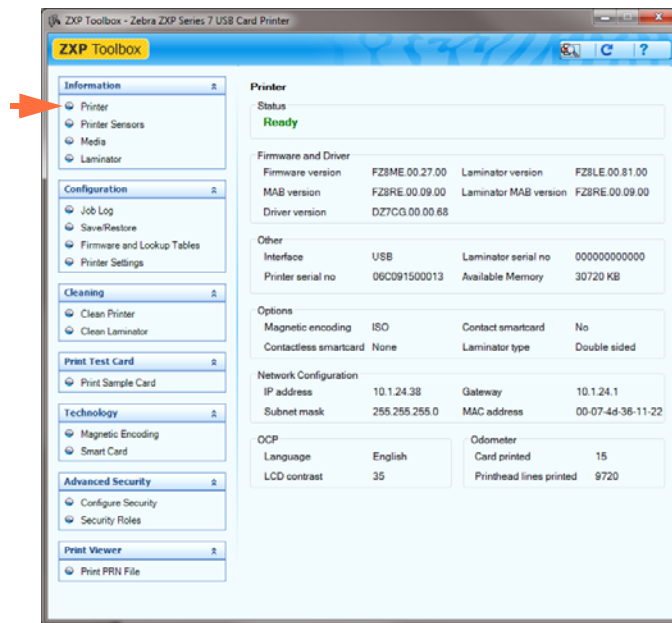 ZXP Toolbox - Zebra ZXP Series 7 USB Card Printer
ZXP Toolbox
?
Information
Printer
Printer Sensors
Media
Laminator
Configuration
Job Log
Save/Restore
Firmware and Lookup Tables
Printer Settings
Cleaning
Clean Printer
Clean Laminator
Print Test Card
Print Sample Card
Technology
Magnetic Encoding
Smart Card
Advanced Security
Configure Security
Security Roles
Print Viewer
Print PRN File
Printer
Status
Ready
Firmware and Driver
Firmware version FZ8ME.00.27.00 Laminator version FZ8LE.00.81.00
MAB version FZ8RE.00.09.00 Laminator MAB version FZ8RE.00.09.00
Driver version DZ7CG.00.00.68
Other
Interface USB Laminator serial no 000000000000
Printer serial no 06C091500013 Available Memory 30720 KB
Options
Magnetic encoding ISO Contact smartcard No
Contactless smartcard None Laminator type Double sided
Network Configuration
IP address 10.1.24.38 Gateway 10.1.24.1
Subnet mask 255.255.255.0 MAC address 00-07-4d-36-11-22
OCP Odometer
Language English Card printed 15
LCD contrast 35 Printhead lines printed 9720